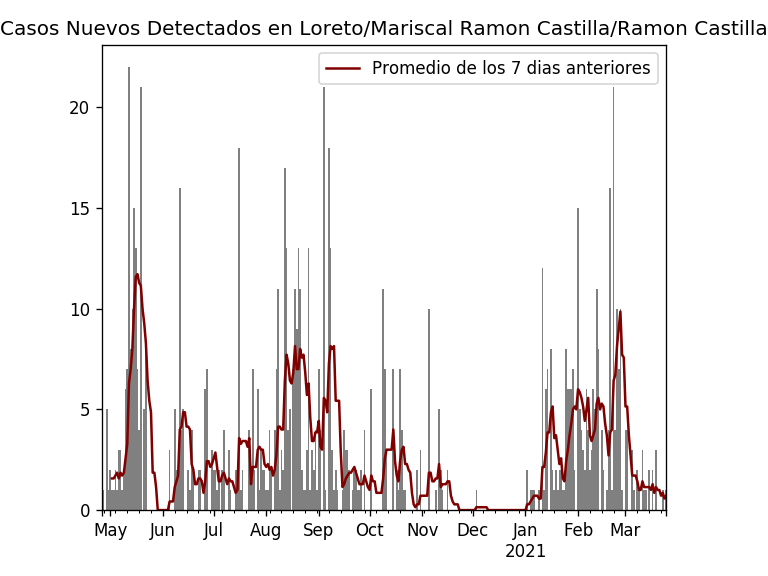 Casos Nuevos Detectados en Loreto/Mariscal Ramon Castilla/Ramon Castilla
Promedio de los 7 dias anteriores
20
15
10
5
0
May Jun Jul Aug Sep Oct Nov Dec Jan Feb Mar
2021